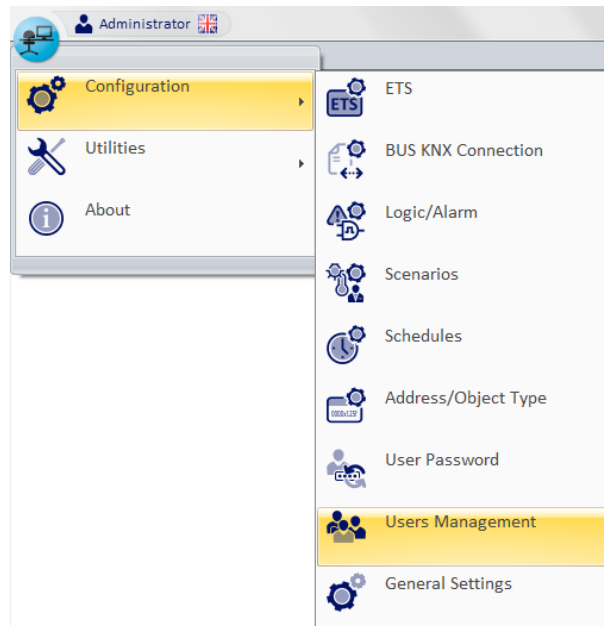 Administrator
Configuration
Utilities
About
ETS
ETS
BUS KNX Connection
Logic/Alarm
Scenarios
Schedules
Address/Object Type
User Password
Users Management
General Settings